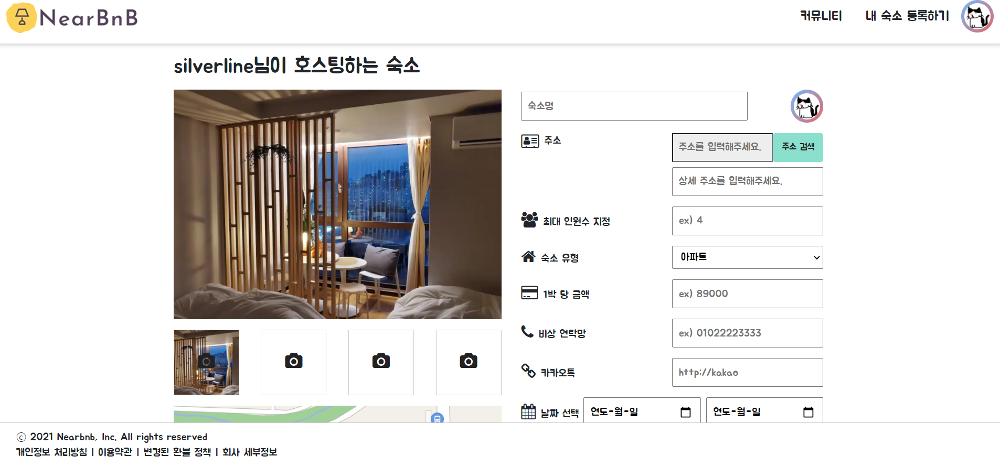 NearBnB
커뮤니티 내 숙소 등록하기
silverline님이 호스팅하는 숙소
숙소명
주소
주소를 입력해주세요.
주소 검색
상세 주소를 입력해주세요.
최대 인원수 지정
ex) 4
숙소 유형
아파트
1박 당 금액
ex) 89000
비상 연락망
ex) 01022223333
카카오톡
http://kakao
날짜 선택
연도-월-일
연도-월-일
ⓒ 2021 Nearbnb, Inc. All rights reserved
개인정보 처리방침 | 이용약관 | 변경된 환불 정책 | 회사 세부정보